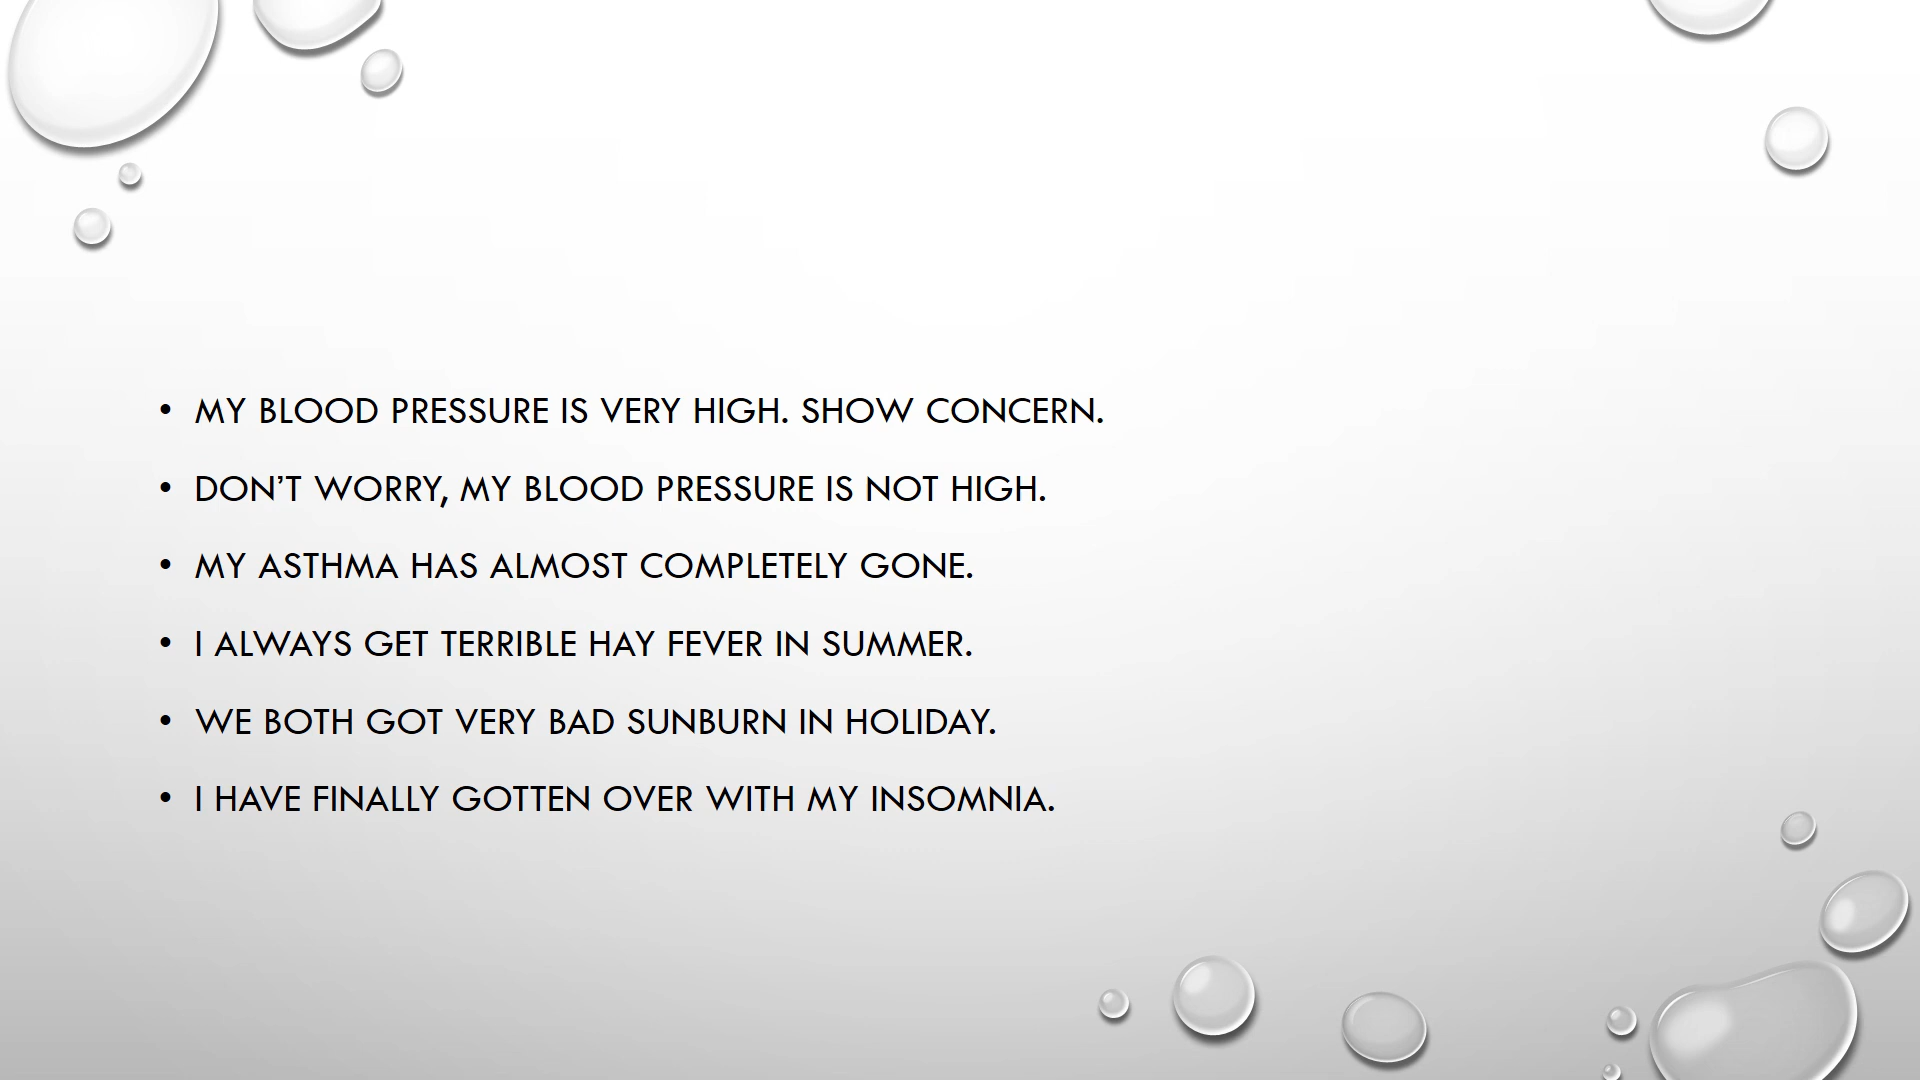 • MY BLOOD PRESSURE IS VERY HIGH. SHOW CONCERN.
• DON’T WORRY, MY BLOOD PRESSURE IS NOT HIGH.
• MY ASTHMA HAS ALMOST COMPLETELY GONE.
• I ALWAYS GET TERRIBLE HAY FEVER IN SUMMER.
• WE BOTH GOT VERY BAD SUNBURN IN HOLIDAY.
• I HAVE FINALLY GOTTEN OVER WITH MY INSOMNIA.